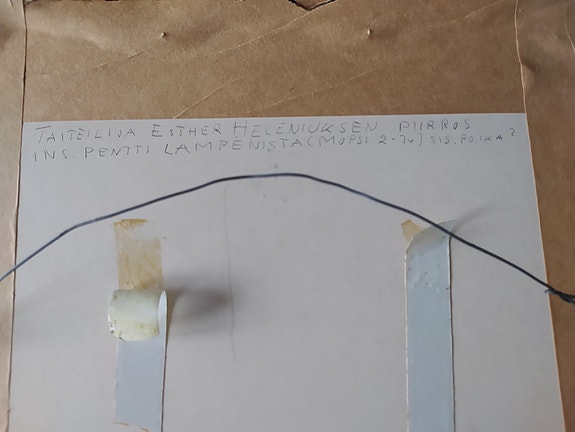 TAITEILIJA ESTHER HELENIUKSEN PIIRROS
INS. PENTTI LAMPENISTA (MOPSI 2-3v) SIS. POIKA?